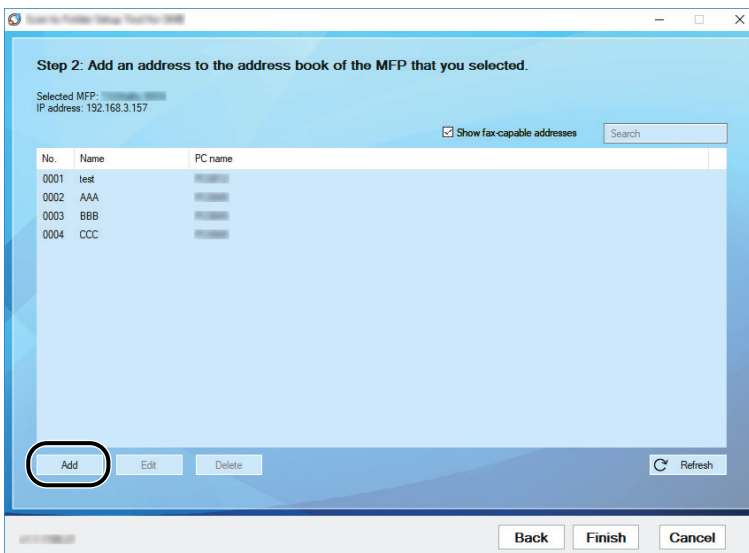 Step 2: Add an address to the address book of the MFP that you selected.
Selected MFP:
IP address: 192.168.3.157
Show fax-capable addresses Search
No. Name PC name
0001 test
0002 AAA
0003 BBB
0004 CCC
Add Edit Delete Refresh
Back Finish Cancel